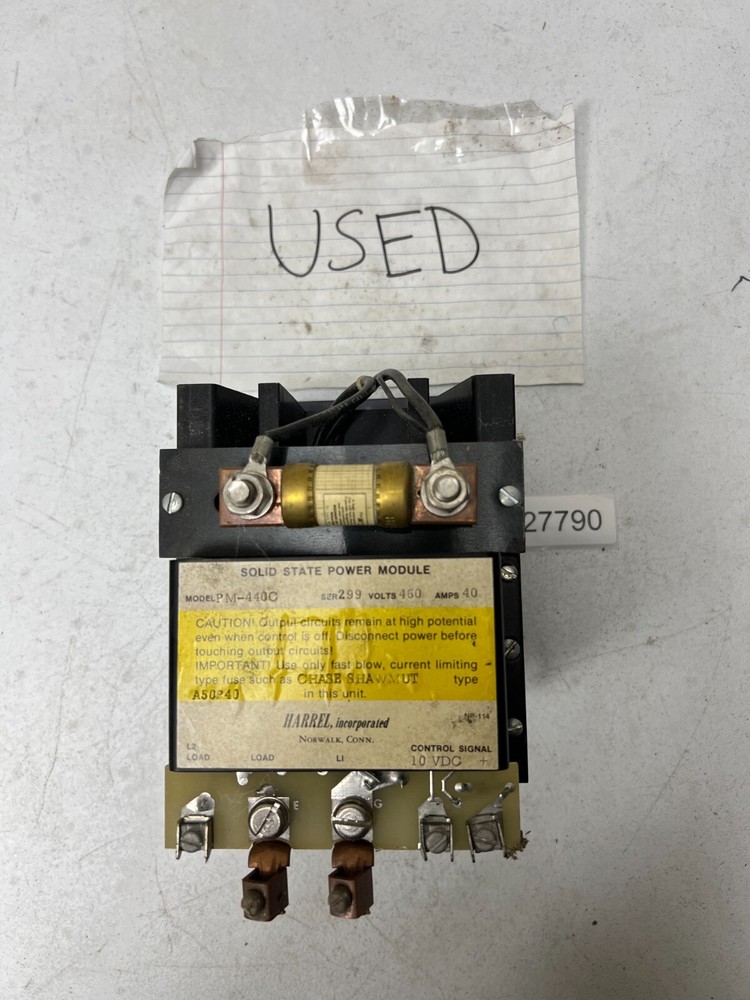 USED
27790
SOLID STATE POWER MODULE
MODEL PM-440C SER 299 VOLTS 460 AMPS 40
CAUTION! Output circuits remain at high potential
even when control is off. Disconnect power before
touching output circuits!
IMPORTANT! Use only fast blow, current limiting
type fuse such as CHASE SHAWMUT type
A50P40 in this unit.
HARREL, incorporated
NORWALK, CONN.
NP-114
L2
LOAD LOAD L1 CONTROL SIGNAL
10 VDC +
E G